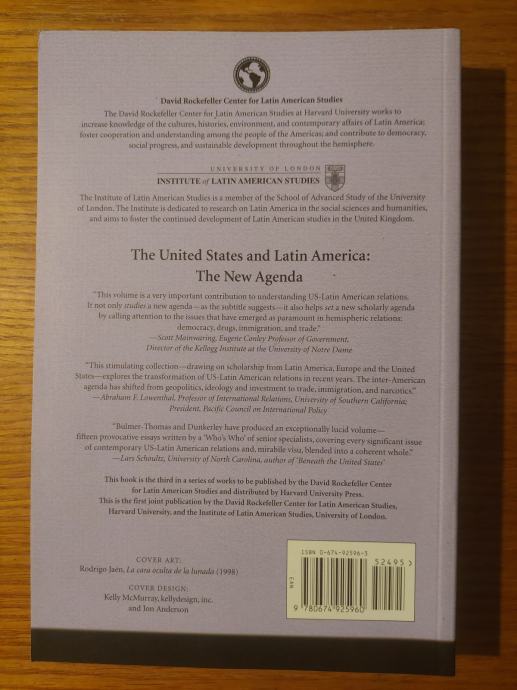 David Rockefeller Center for Latin American Studies
The David Rockefeller Center for Latin American Studies at Harvard University works to
increase knowledge of the cultures, histories, environment, and contemporary affairs of Latin America;
foster cooperation and understanding among the people of the Americas; and contribute to democracy,
social progress, and sustainable development throughout the hemisphere.
UNIVERSITY OF LONDON
INSTITUTE of LATIN AMERICAN STUDIES
The Institute of Latin American Studies is a member of the School of Advanced Study of the University
of London. The Institute is dedicated to research on Latin America in the social sciences and humanities,
and aims to foster the continued development of Latin American studies in the United Kingdom.
The United States and Latin America:
The New Agenda
"This volume is a very important contribution to understanding US-Latin American relations.
It not only studies a new agenda—as the subtitle suggests—it also helps set a new scholarly agenda
by calling attention to the issues that have emerged as paramount in hemispheric relations:
democracy, drugs, immigration, and trade."
—Scott Mainwaring, Eugene Conley Professor of Government,
Director of the Kellogg Institute at the University of Notre Dame
"This stimulating collection—drawing on scholarship from Latin America, Europe and the United
States—explores the transformation of US-Latin American relations in recent years. The inter-American
agenda has shifted from geopolitics, ideology and investment to trade, immigration, and narcotics."
—Abraham F. Lowenthal, Professor of International Relations, University of Southern California;
President, Pacific Council on International Policy
"Bulmer-Thomas and Dunkerley have produced an exceptionally lucid volume—
fifteen provocative essays written by a 'Who's Who' of senior specialists, covering every significant issue
of contemporary US-Latin American relations and, mirabile visu, blended into a coherent whole."
—Lars Schoultz, University of North Carolina, author of 'Beneath the United States'
This book is the third in a series of works to be published by the David Rockefeller Center
for Latin American Studies and distributed by Harvard University Press.
This is the first joint publication by the David Rockefeller Center for Latin American Studies,
Harvard University, and the Institute of Latin American Studies, University of London.
COVER ART:
Rodrigo Jaén, La cara oculta de la lunada (1998)
COVER DESIGN:
Kelly McMurray, kellydesign, inc.
and Jon Anderson
ISBN 0-674-92596-3
52495>
EAN
9 780674 925960